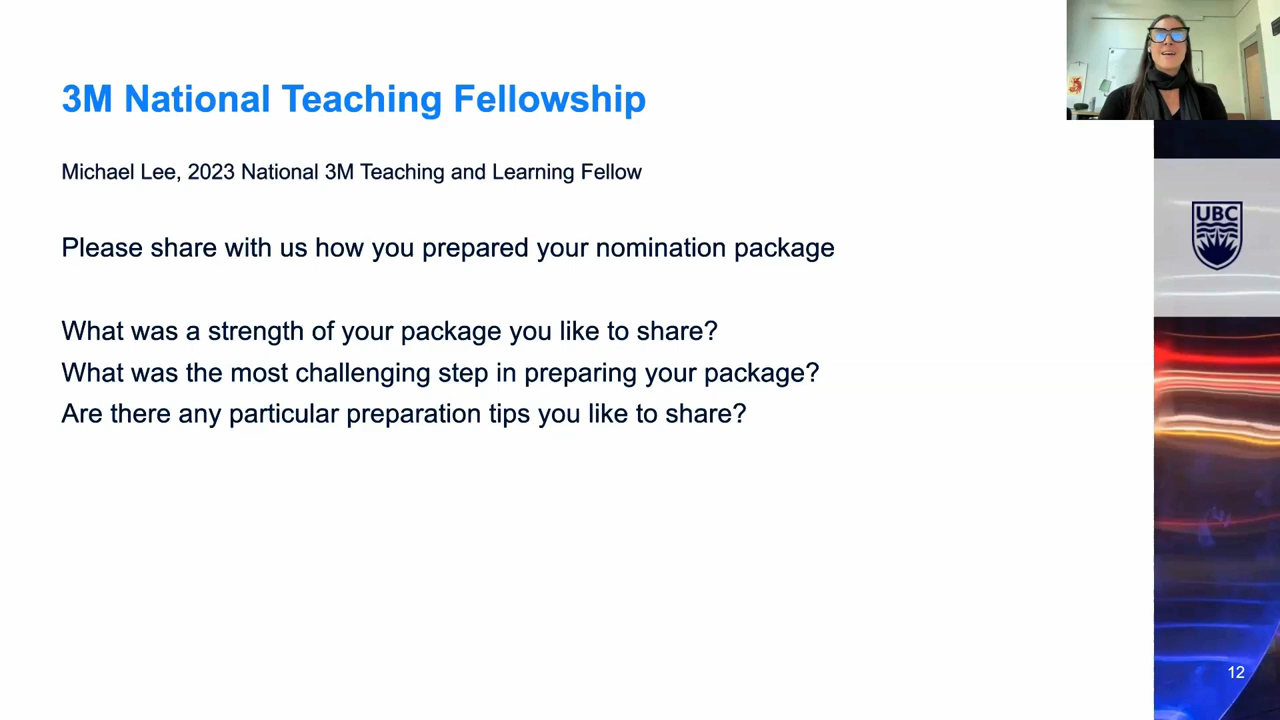 3M National Teaching Fellowship
Michael Lee, 2023 National 3M Teaching and Learning Fellow
Please share with us how you prepared your nomination package
What was a strength of your package you like to share?
What was the most challenging step in preparing your package?
Are there any particular preparation tips you like to share?
UBC
12